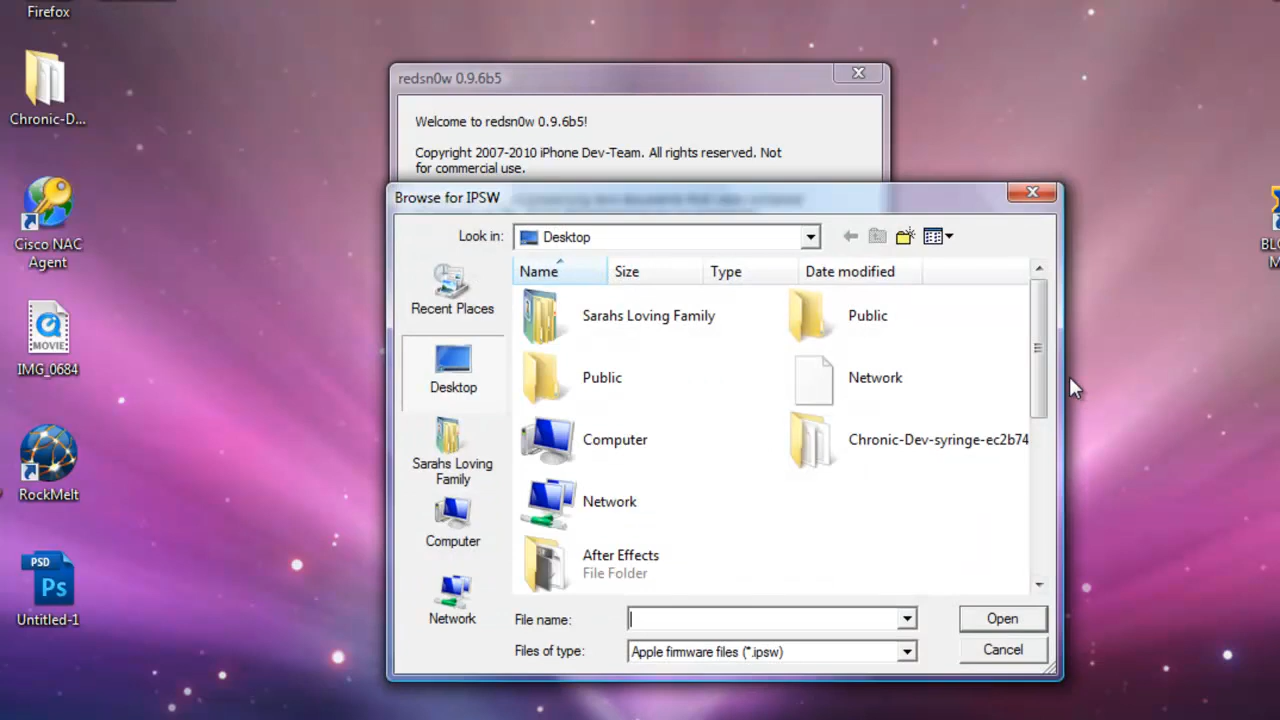 Firefox
Chronic-D...
Cisco NAC
Agent
MOVIE
IMG_0684
RockMelt
PSD
Ps
Untitled-1
redsn0w 0.9.6b5
Welcome to redsn0w 0.9.6b5!
Copyright 2007-2010 iPhone Dev-Team. All rights reserved. Not
for commercial use.
Browse for IPSW
Look in:
Desktop
Recent Places
Desktop
Sarahs Loving
Family
Computer
Network
Name
Size
Type
Date modified
Sarahs Loving Family
Public
Public
Network
Computer
Chronic-Dev-syringe-ec2b74
Network
After Effects
File Folder
File name:
Open
Files of type:
Apple firmware files (*.ipsw)
Cancel
BLO
M